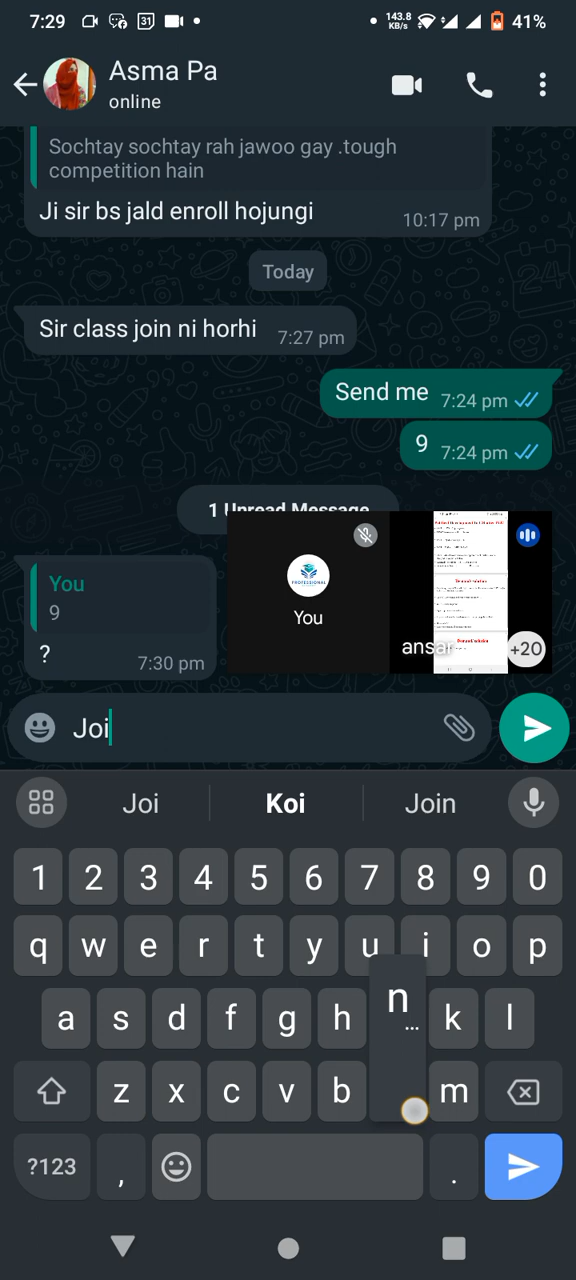 7:29
31
143.8
KB/s
41%
Asma Pa
online
Sochtay sochtay rah jawoo gay .tough
competition hain
Ji sir bs jald enroll hojungi
10:17 pm
Today
Sir class join ni horhi
7:27 pm
Send me
7:24 pm
9
7:24 pm
1 Unread Message
You
9
?
7:30 pm
PROFESSIONAL
You
ansar
+20
Joi
Joi
Koi
Join
1 2 3 4 5 6 7 8 9 0
q w e r t y u i o p
a s d f g h k l
n
...
z x c v b m
?123 , .